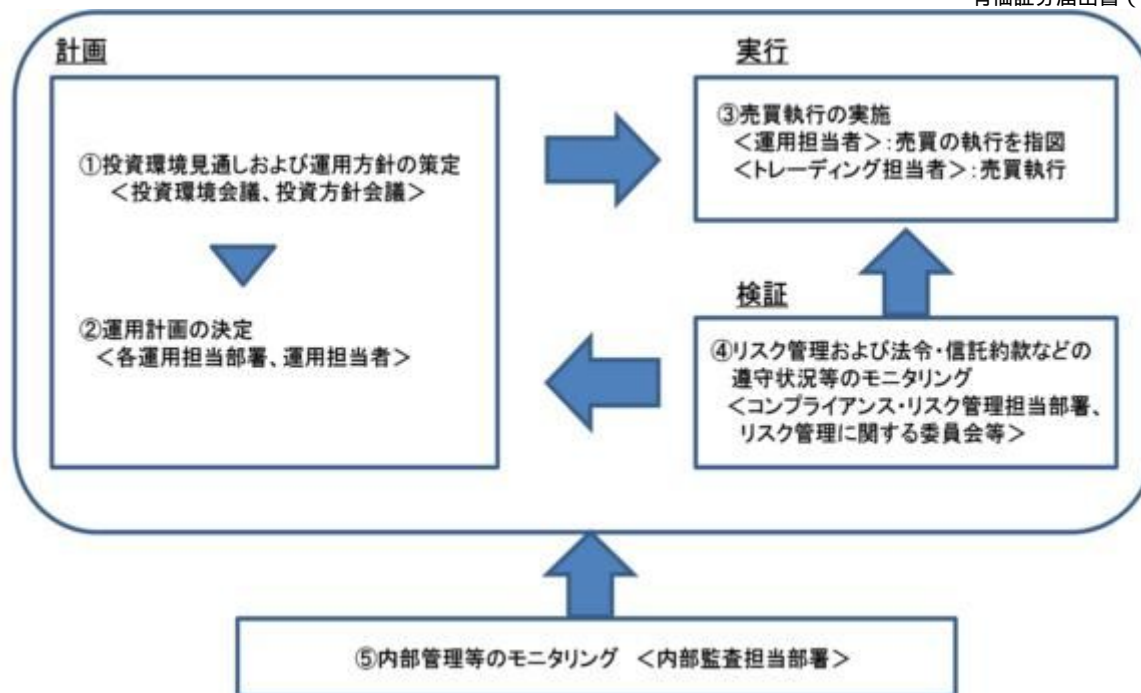 計画
①投資環境見通しおよび運用方針の策定
＜投資環境会議、投資方針会議＞
②運用計画の決定
＜各運用担当部署、運用担当者＞
実行
③売買執行の実施
＜運用担当者＞：売買の執行を指図
＜トレーディング担当者＞：売買執行
検証
④リスク管理および法令・信託約款などの
遵守状況等のモニタリング
＜コンプライアンス・リスク管理担当部署、
リスク管理に関する委員会等＞
⑤内部管理等のモニタリング　＜内部監査担当部署＞